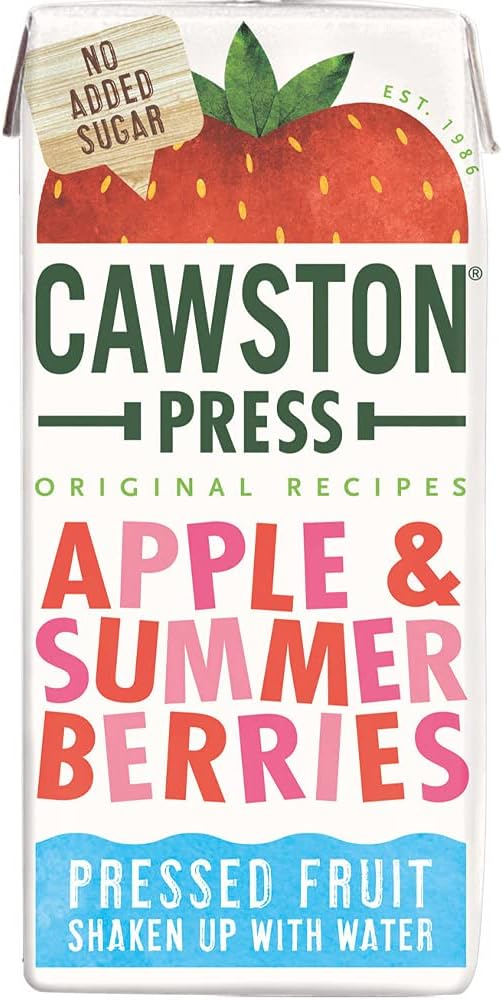 NO
ADDED
SUGAR
EST. 1986
CAWSTON®
PRESS
ORIGINAL RECIPES
APPLE &
SUMMER
BERRIES
PRESSED FRUIT
SHAKEN UP WITH WATER